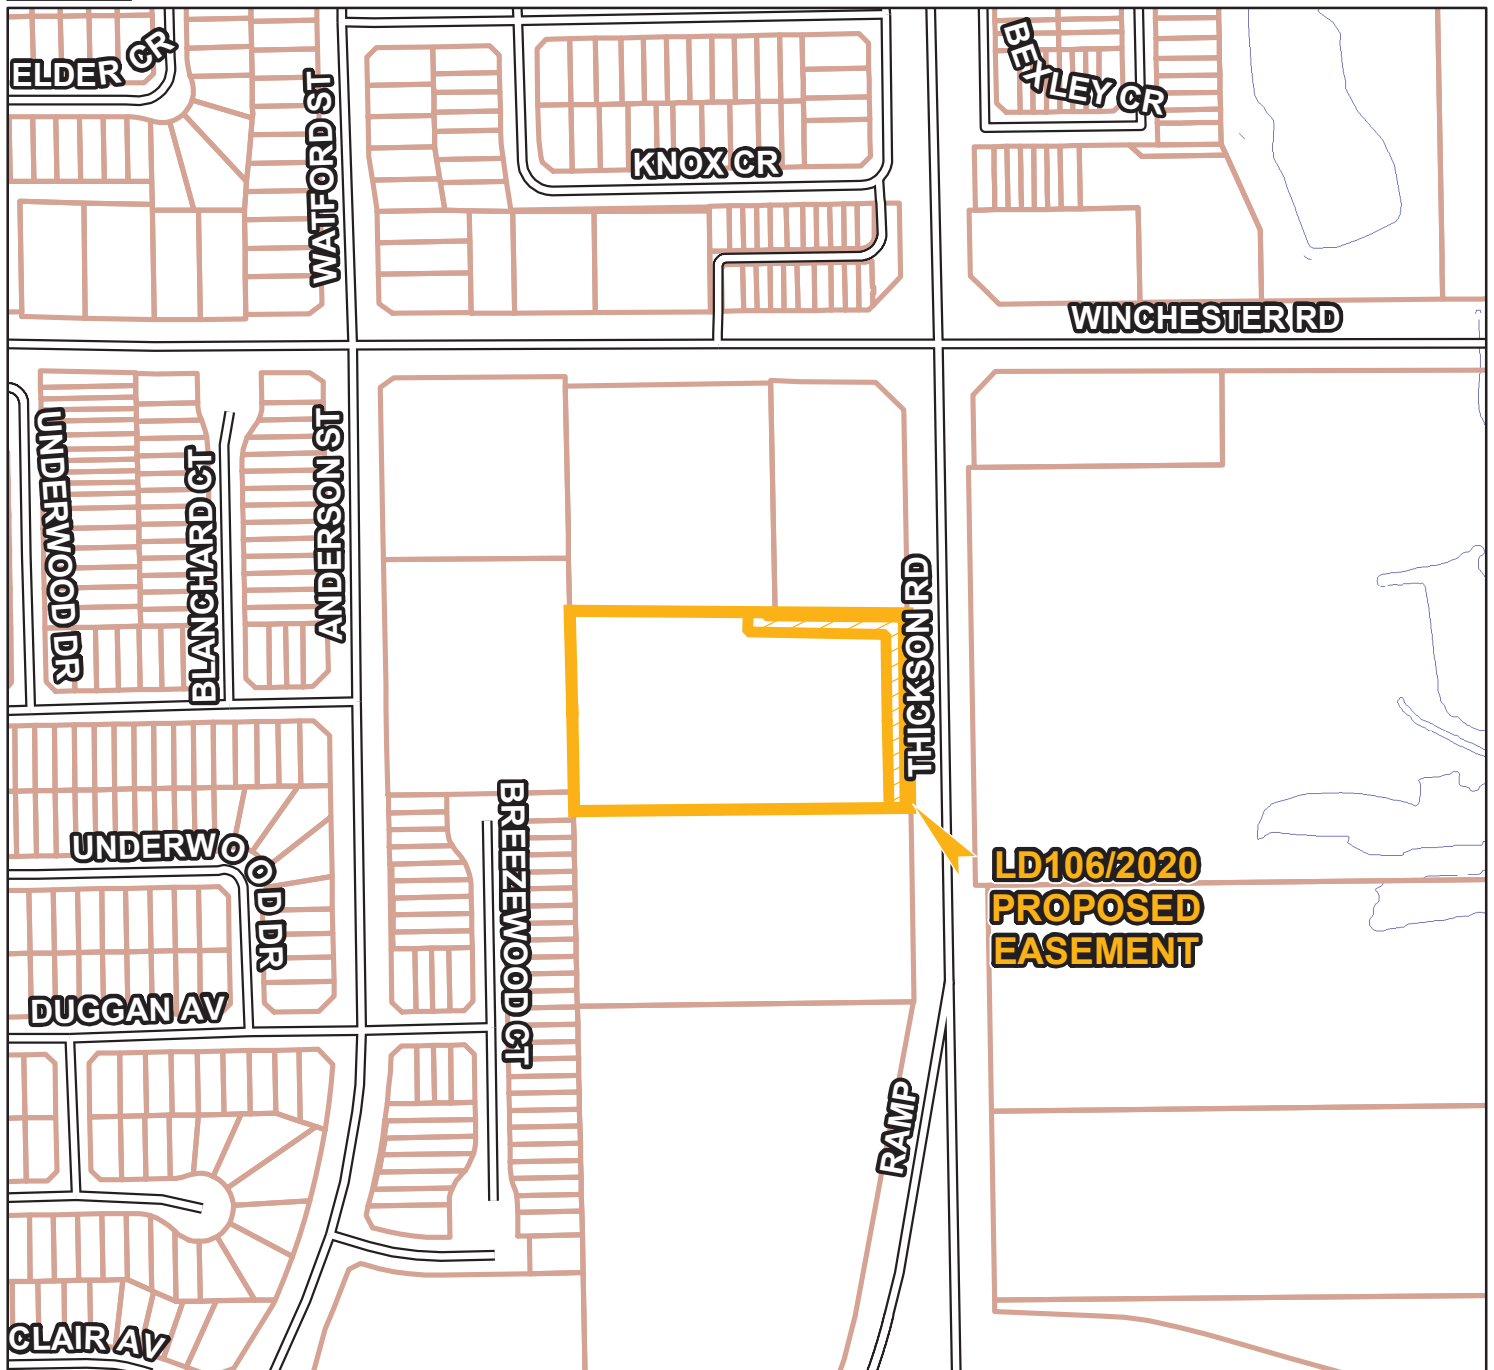 ELDER CR
WATFORD ST
KNOX CR
BEXLEY CR
WINCHESTER RD
UNDERWOOD DR
BLANCHARD CT
ANDERSON ST
THICKSON RD
BREEZEWOOD CT
UNDERWOOD DR
LD106/2020
PROPOSED
EASEMENT
DUGGAN AV
RAMP
CLAIR AV